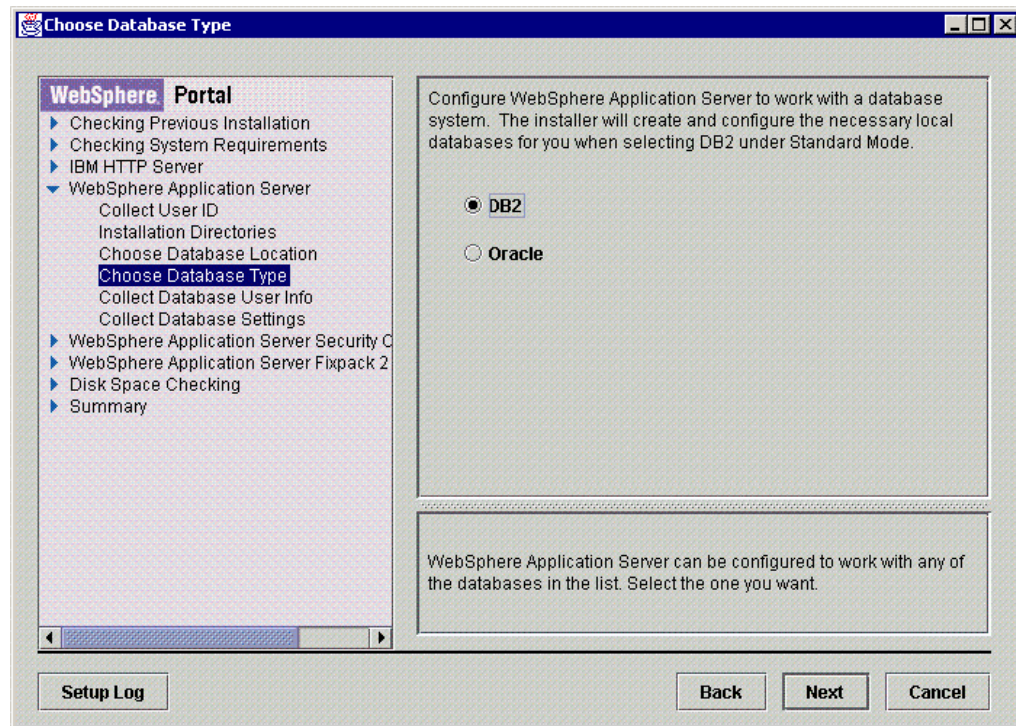 Choose Database Type
WebSphere Portal
Checking Previous Installation
Checking System Requirements
IBM HTTP Server
WebSphere Application Server
Collect User ID
Installation Directories
Choose Database Location
Choose Database Type
Collect Database User Info
Collect Database Settings
WebSphere Application Server Security C
WebSphere Application Server Fixpack 2
Disk Space Checking
Summary
Configure WebSphere Application Server to work with a database
system. The installer will create and configure the necessary local
databases for you when selecting DB2 under Standard Mode.
DB2
Oracle
WebSphere Application Server can be configured to work with any of
the databases in the list. Select the one you want.
Setup Log
Back
Next
Cancel